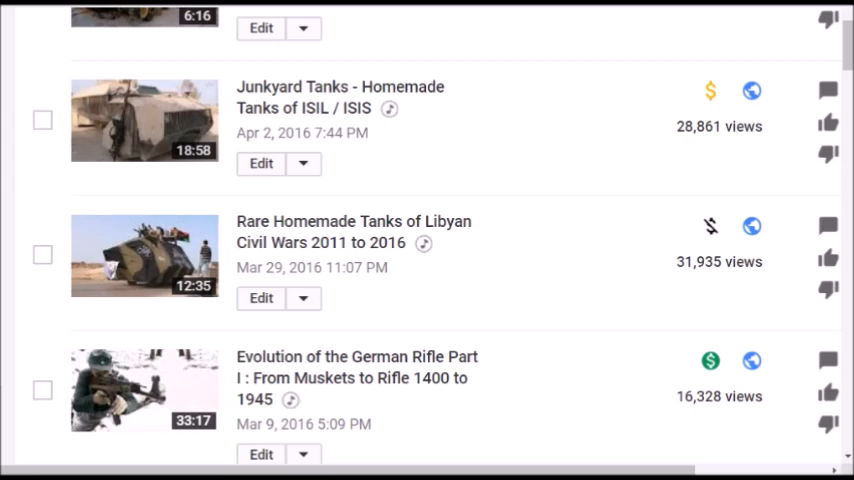 6:16
Edit
Junkyard Tanks - Homemade
Tanks of ISIL / ISIS
Apr 2, 2016 7:44 PM
28,861 views
18:58
Edit
Rare Homemade Tanks of Libyan
Civil Wars 2011 to 2016
Mar 29, 2016 11:07 PM
31,935 views
12:35
Edit
Evolution of the German Rifle Part
I : From Muskets to Rifle 1400 to
1945
Mar 9, 2016 5:09 PM
16,328 views
33:17
Edit